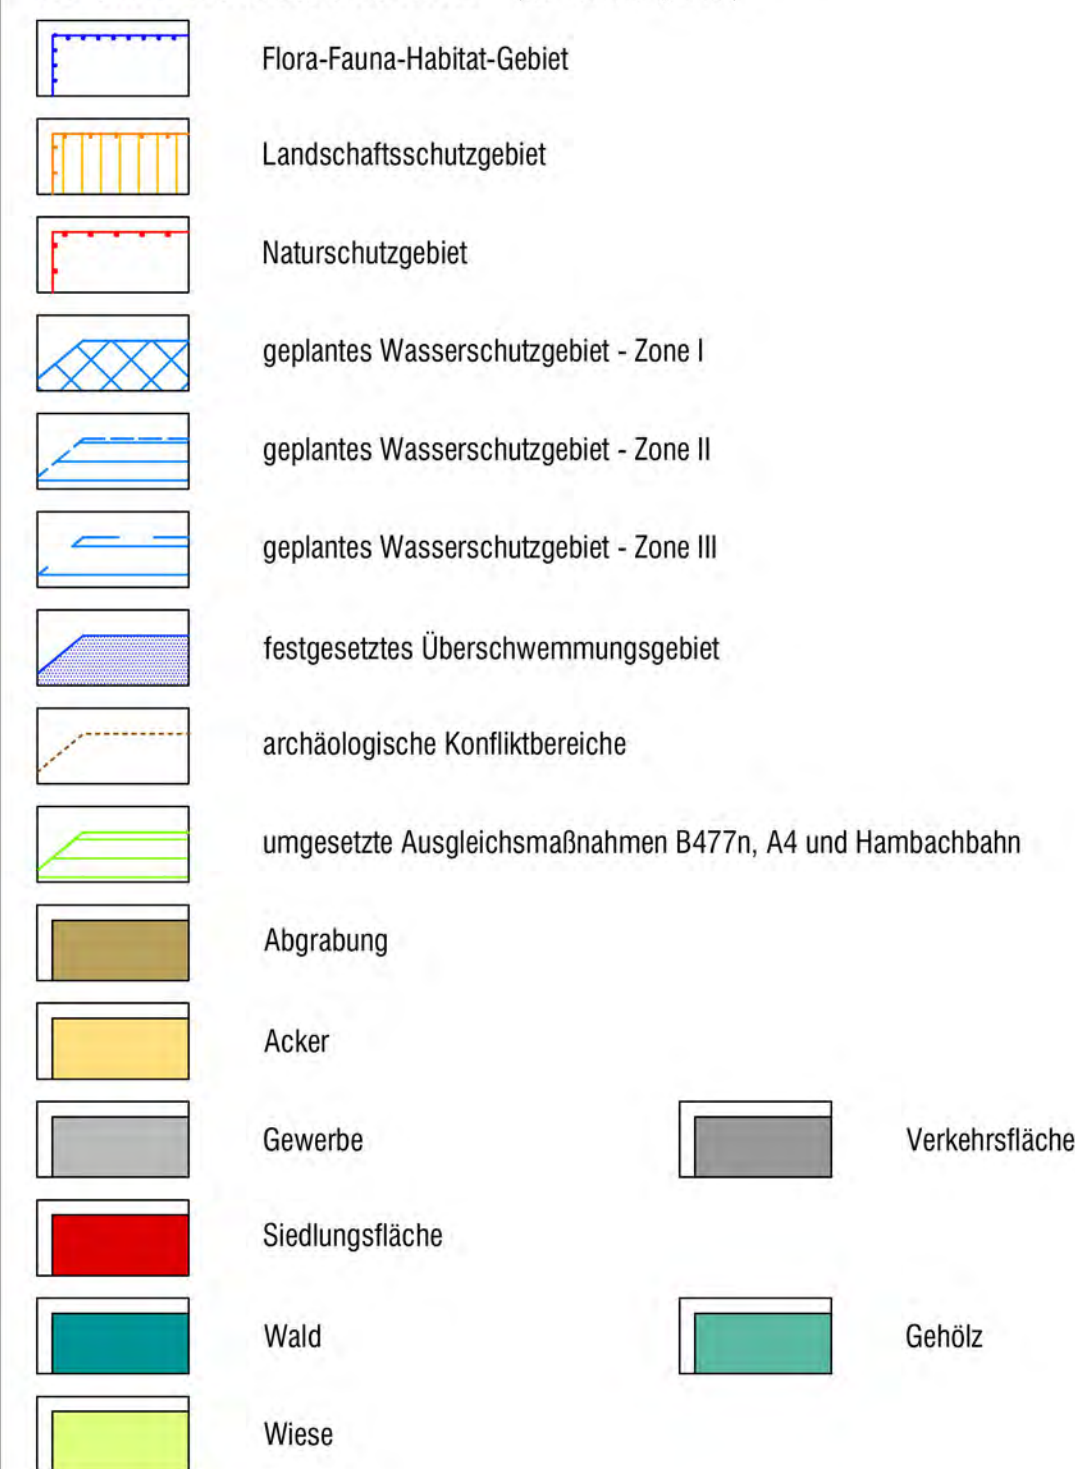 Flora-Fauna-Habitat-Gebiet
Landschaftsschutzgebiet
Naturschutzgebiet
geplantes Wasserschutzgebiet - Zone I
geplantes Wasserschutzgebiet - Zone II
geplantes Wasserschutzgebiet - Zone III
festgesetztes Überschwemmungsgebiet
archäologische Konfliktbereiche
umgesetzte Ausgleichsmaßnahmen B477n, A4 und Hambachbahn
Abgrabung
Acker
Gewerbe
Verkehrsfläche
Siedlungsfläche
Wald
Gehölz
Wiese